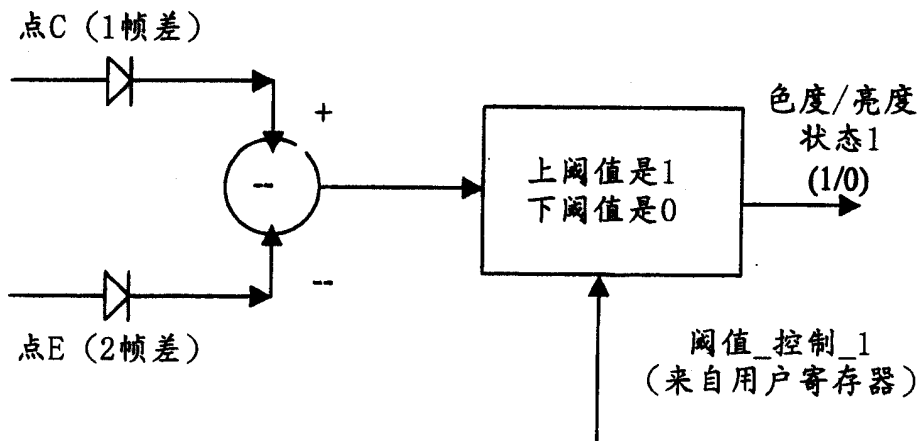 点C（1帧差）
+
色度/亮度
状态1
(1/0)
--
上阈值是1
下阈值是0
--
点E（2帧差）
阈值_控制_1
（来自用户寄存器）